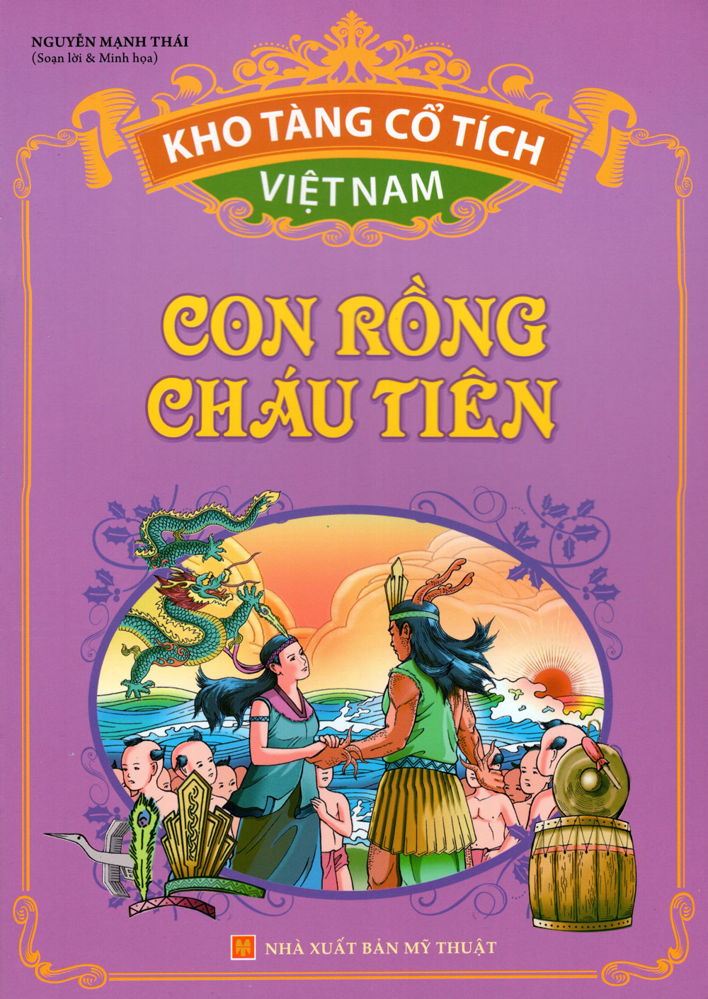 NGUYỄN MẠNH THÁI
(Soạn lời & Minh họa)
KHO TÀNG CỔ TÍCH
VIỆT NAM
CON RỒNG
CHÁU TIÊN
NHÀ XUẤT BẢN MỸ THUẬT